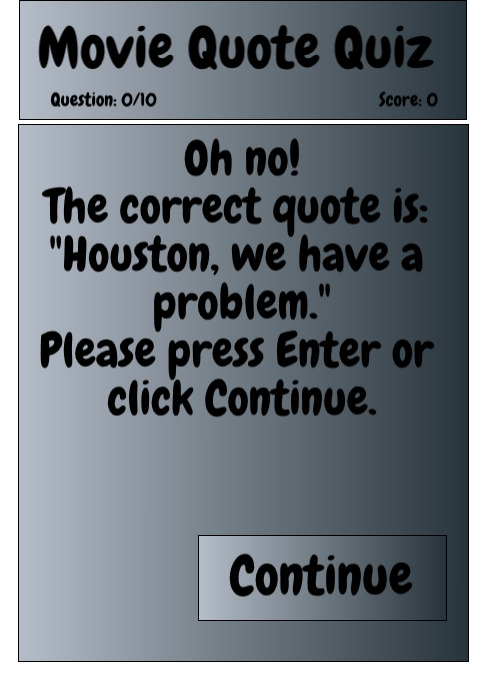 Movie Quote Quiz
Question: 0/10 Score: 0
Oh no!
The correct quote is:
"Houston, we have a
problem."
Please press Enter or
click Continue.
Continue